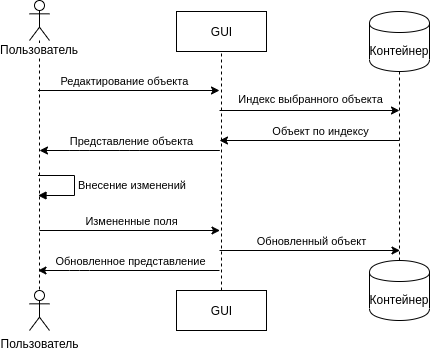 Пользователь
GUI
Контейнер
Редактирование объекта
Индекс выбранного объекта
Объект по индексу
Представление объекта
Внесение изменений
Измененные поля
Обновленный объект
Обновленное представление
Пользователь
GUI
Контейнер